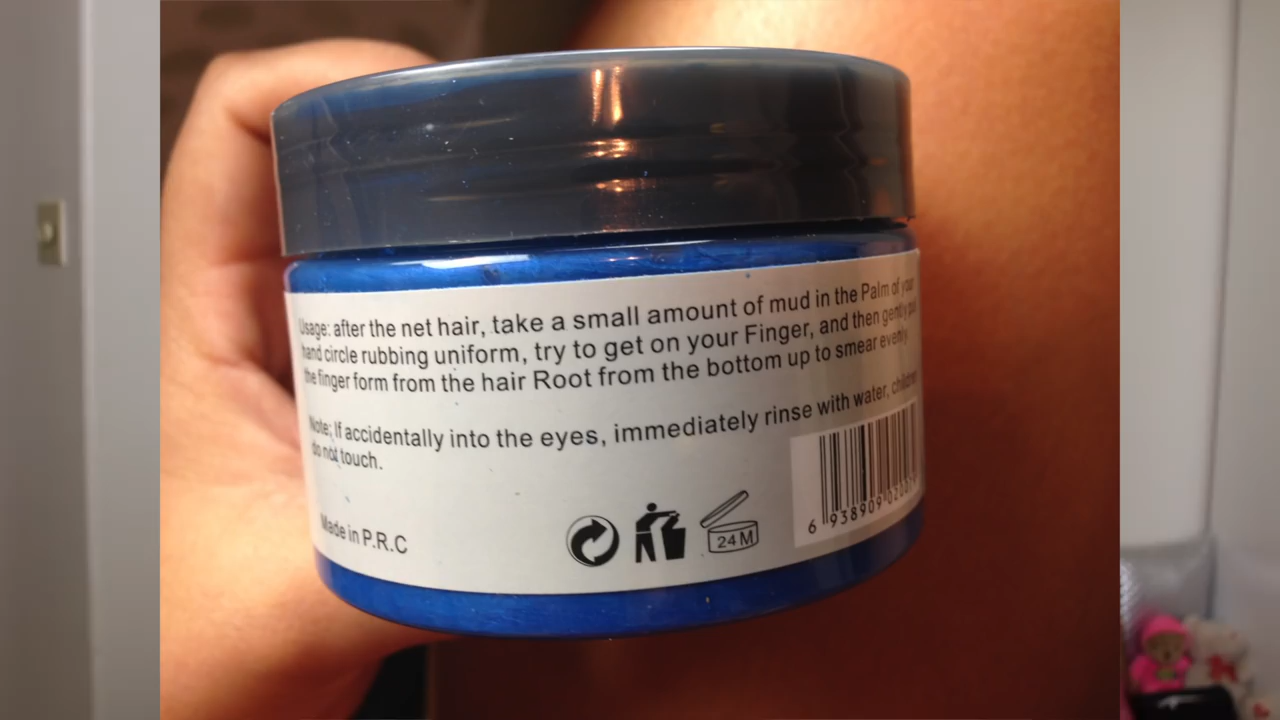 Usage: after the net hair, take a small amount of mud in the Palm of your
hand circle rubbing uniform, try to get on your Finger, and then gently pull
the finger form from the hair Root from the bottom up to smear evenly.
Note: If accidentally into the eyes, immediately rinse with water, children
do not touch.
Made in P.R.C
24 M
6 938909